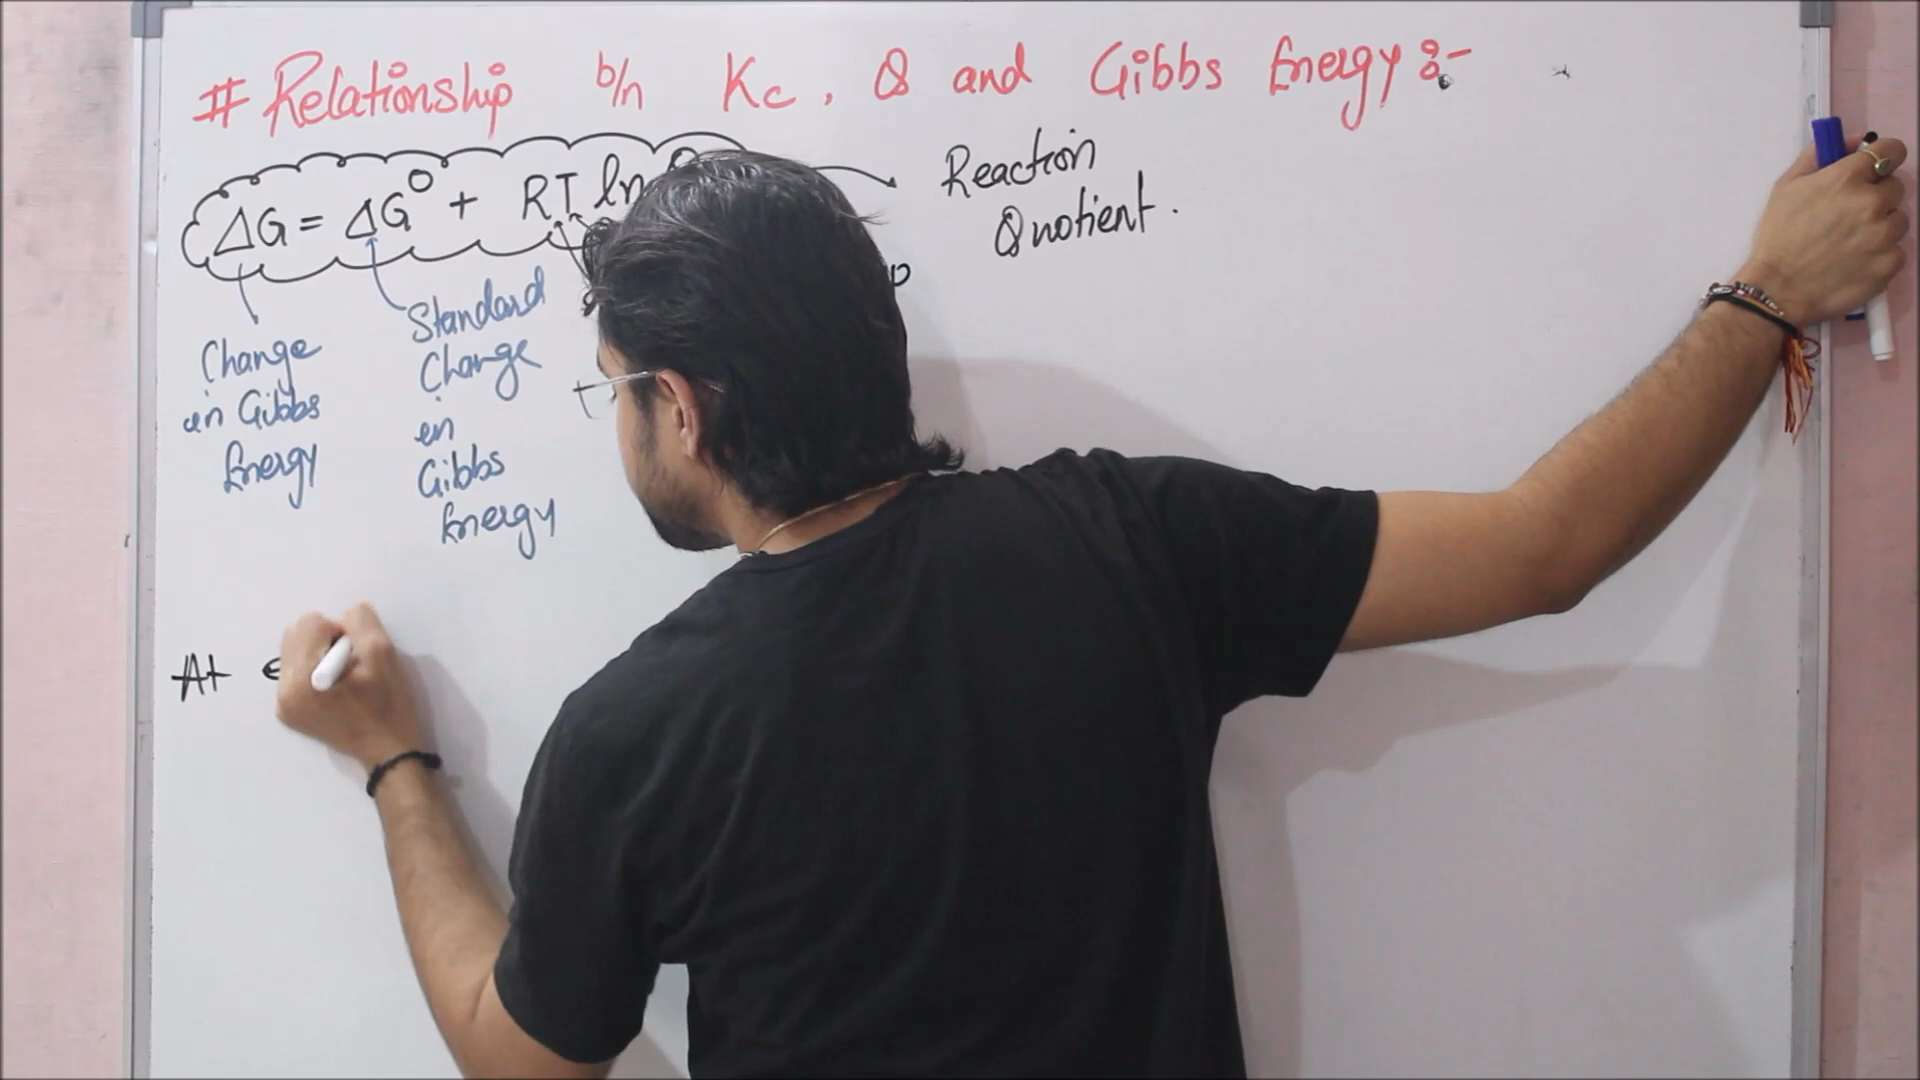 # Relationship b/n Kc, Q and Gibbs Energy :-
ΔG = ΔG° + RT ln
Reaction
Quotient.
Change
in Gibbs
Energy
Standard
Change
in
Gibbs
Energy
At